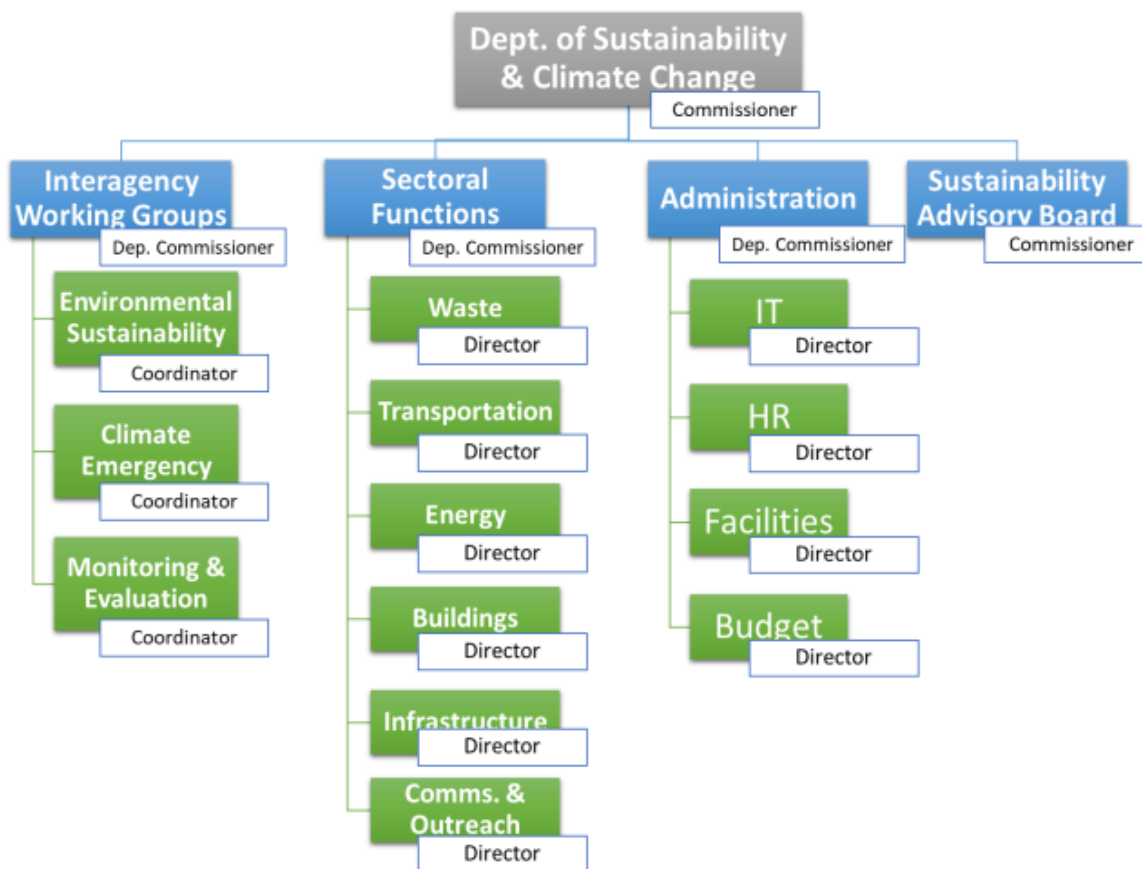 Dept. of Sustainability
& Climate Change
Commissioner
Interagency
Working Groups
Dep. Commissioner
Environmental
Sustainability
Coordinator
Climate
Emergency
Coordinator
Monitoring &
Evaluation
Coordinator
Sectoral
Functions
Dep. Commissioner
Waste
Director
Transportation
Director
Energy
Director
Buildings
Director
Infrastructure
Director
Comms. &
Outreach
Director
Administration
Dep. Commissioner
IT
Director
HR
Director
Facilities
Director
Budget
Director
Sustainability
Advisory Board
Commissioner